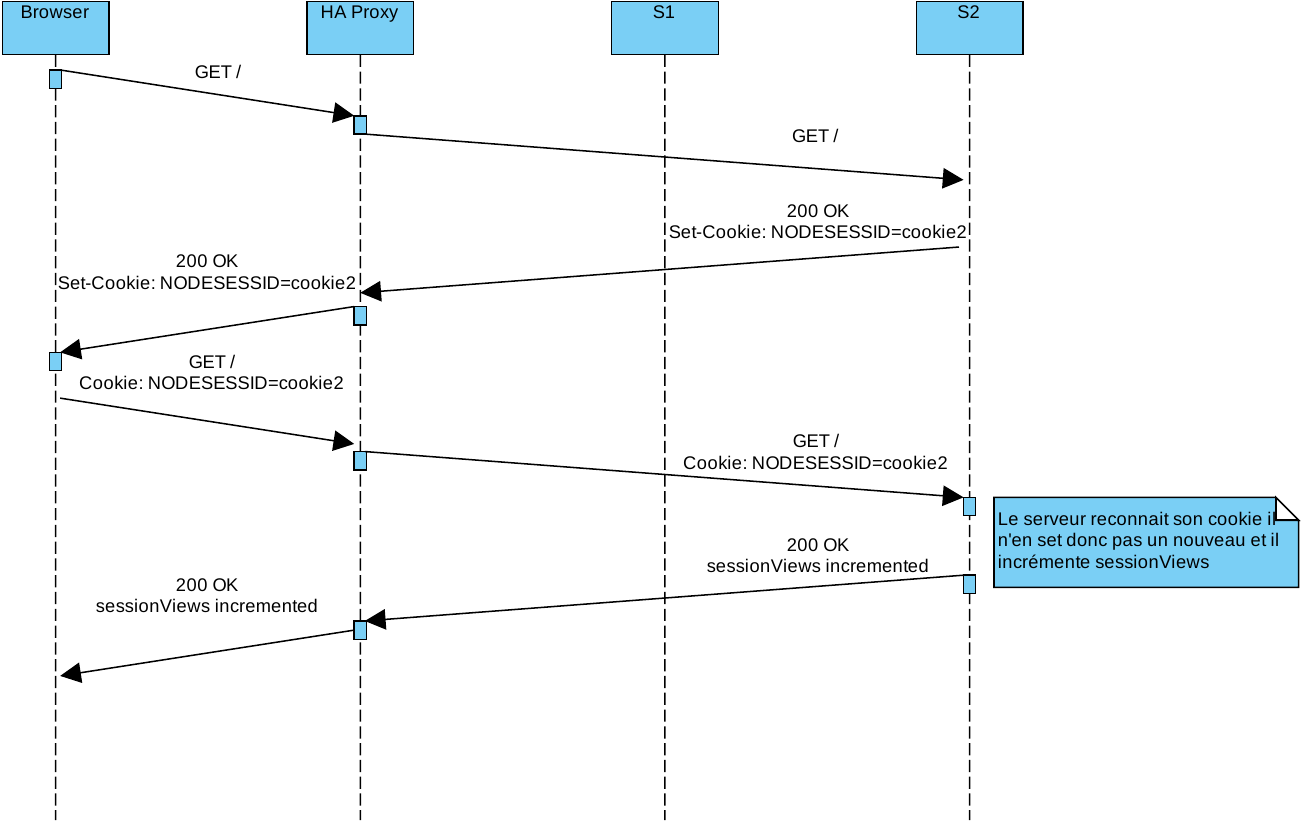 Browser
HA Proxy
S1
S2
GET /
GET /
200 OK
Set-Cookie: NODESESSID=cookie2
200 OK
Set-Cookie: NODESESSID=cookie2
GET /
Cookie: NODESESSID=cookie2
GET /
Cookie: NODESESSID=cookie2
Le serveur reconnait son cookie il
n'en set donc pas un nouveau et il
incrémente sessionViews
200 OK
sessionViews incremented
200 OK
sessionViews incremented